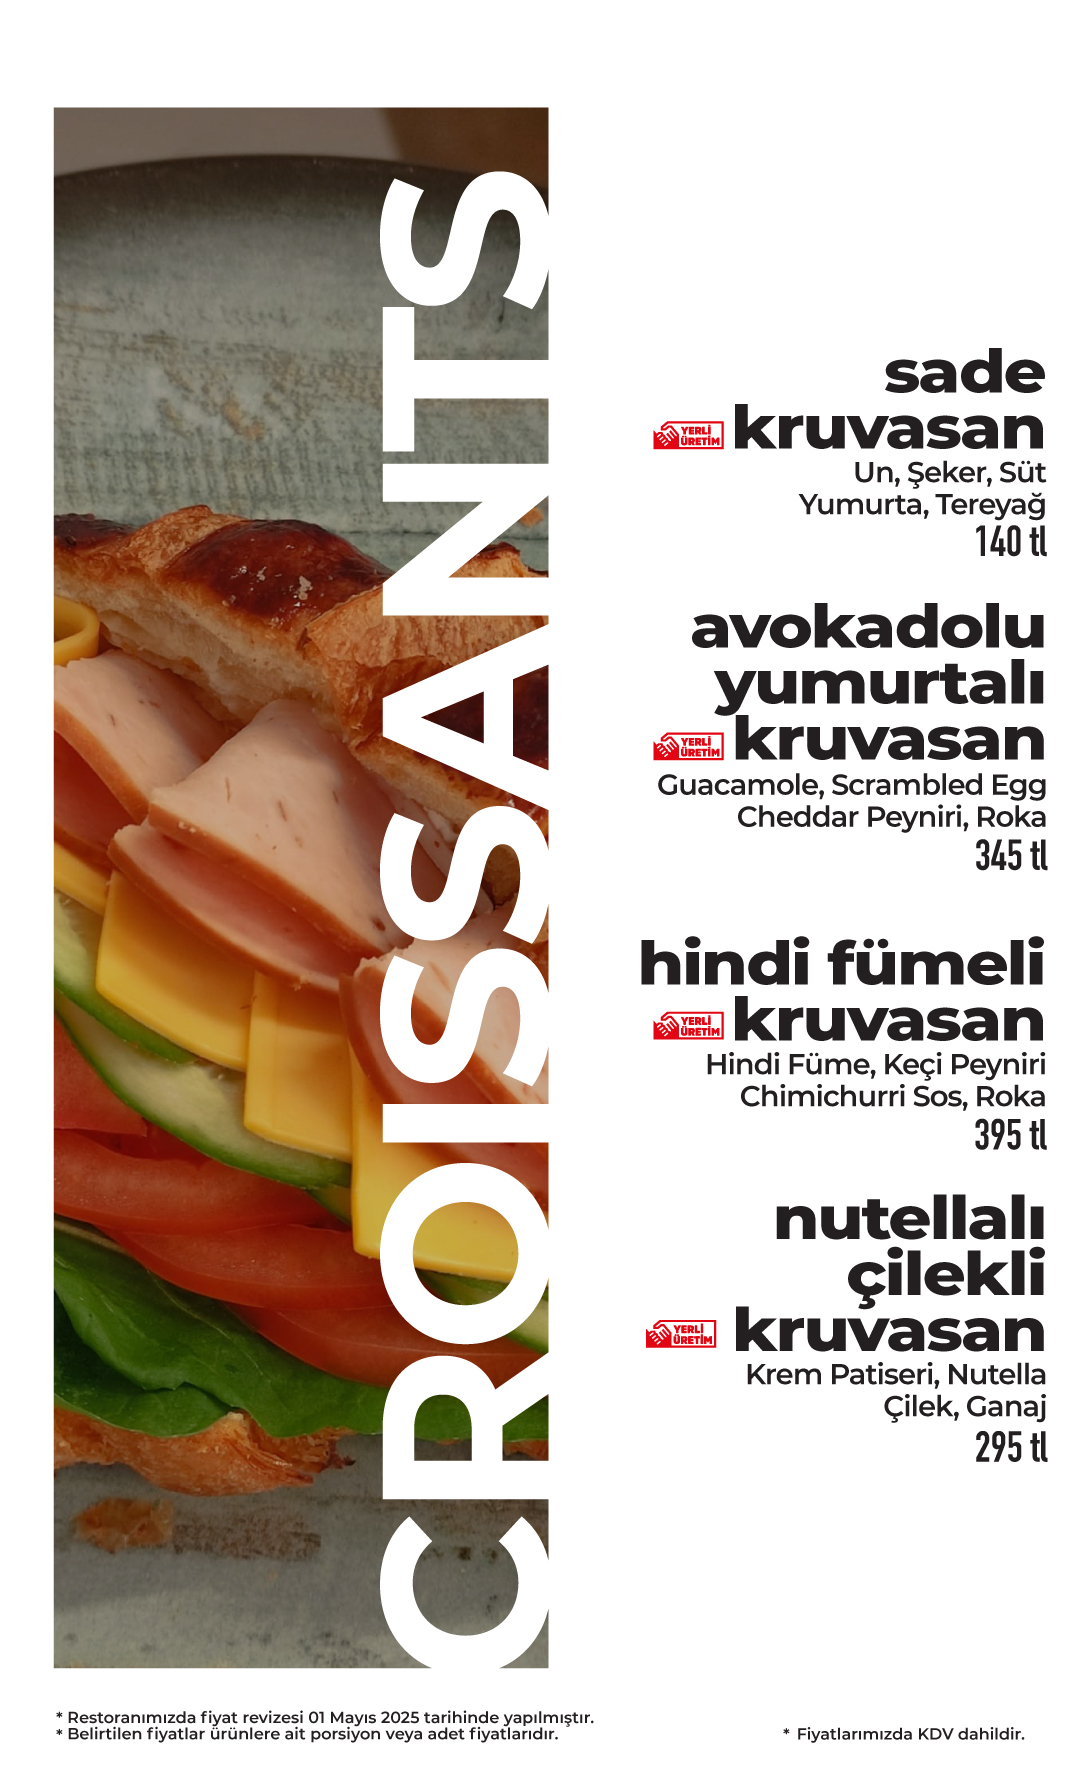 CROISSANTS
sade
YERLİ
ÜRETİM
kruvasan
Un, Şeker, Süt
Yumurta, Tereyağ
140 tl
avokadolu
yumurtalı
YERLİ
ÜRETİM
kruvasan
Guacamole, Scrambled Egg
Cheddar Peyniri, Roka
345 tl
hindi fümeli
YERLİ
ÜRETİM
kruvasan
Hindi Füme, Keçi Peyniri
Chimichurri Sos, Roka
395 tl
nutellalı
çilekli
YERLİ
ÜRETİM
kruvasan
Krem Patiseri, Nutella
Çilek, Ganaj
295 tl
* Restoranımızda fiyat revizesi 01 Mayıs 2025 tarihinde yapılmıştır.
* Belirtilen fiyatlar ürünlere ait porsiyon veya adet fiyatlarıdır.
* Fiyatlarımızda KDV dahildir.